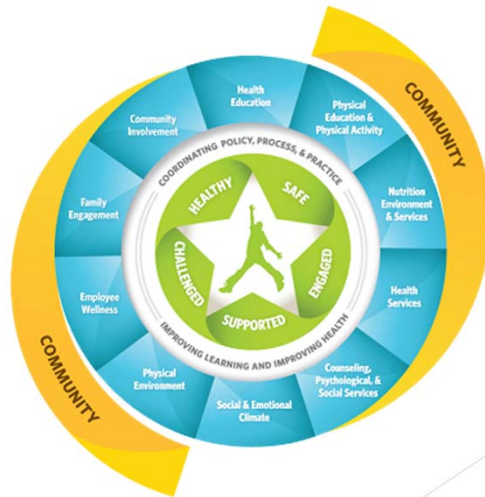 COMMUNITY
Health
Education
Physical
Education &
Physical Activity
Nutrition
Environment
& Services
Health
Services
Counseling,
Psychological, &
Social Services
Social & Emotional
Climate
Physical
Environment
Employee
Wellness
Family
Engagement
Community
Involvement
COORDINATING POLICY, PROCESS, & PRACTICE
IMPROVING LEARNING AND IMPROVING HEALTH
HEALTHY
SAFE
ENGAGED
SUPPORTED
CHALLENGED
COMMUNITY